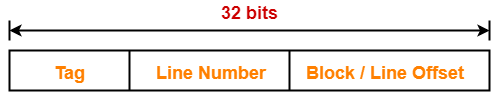 32 bits
Tag
Line Number
Block / Line Offset